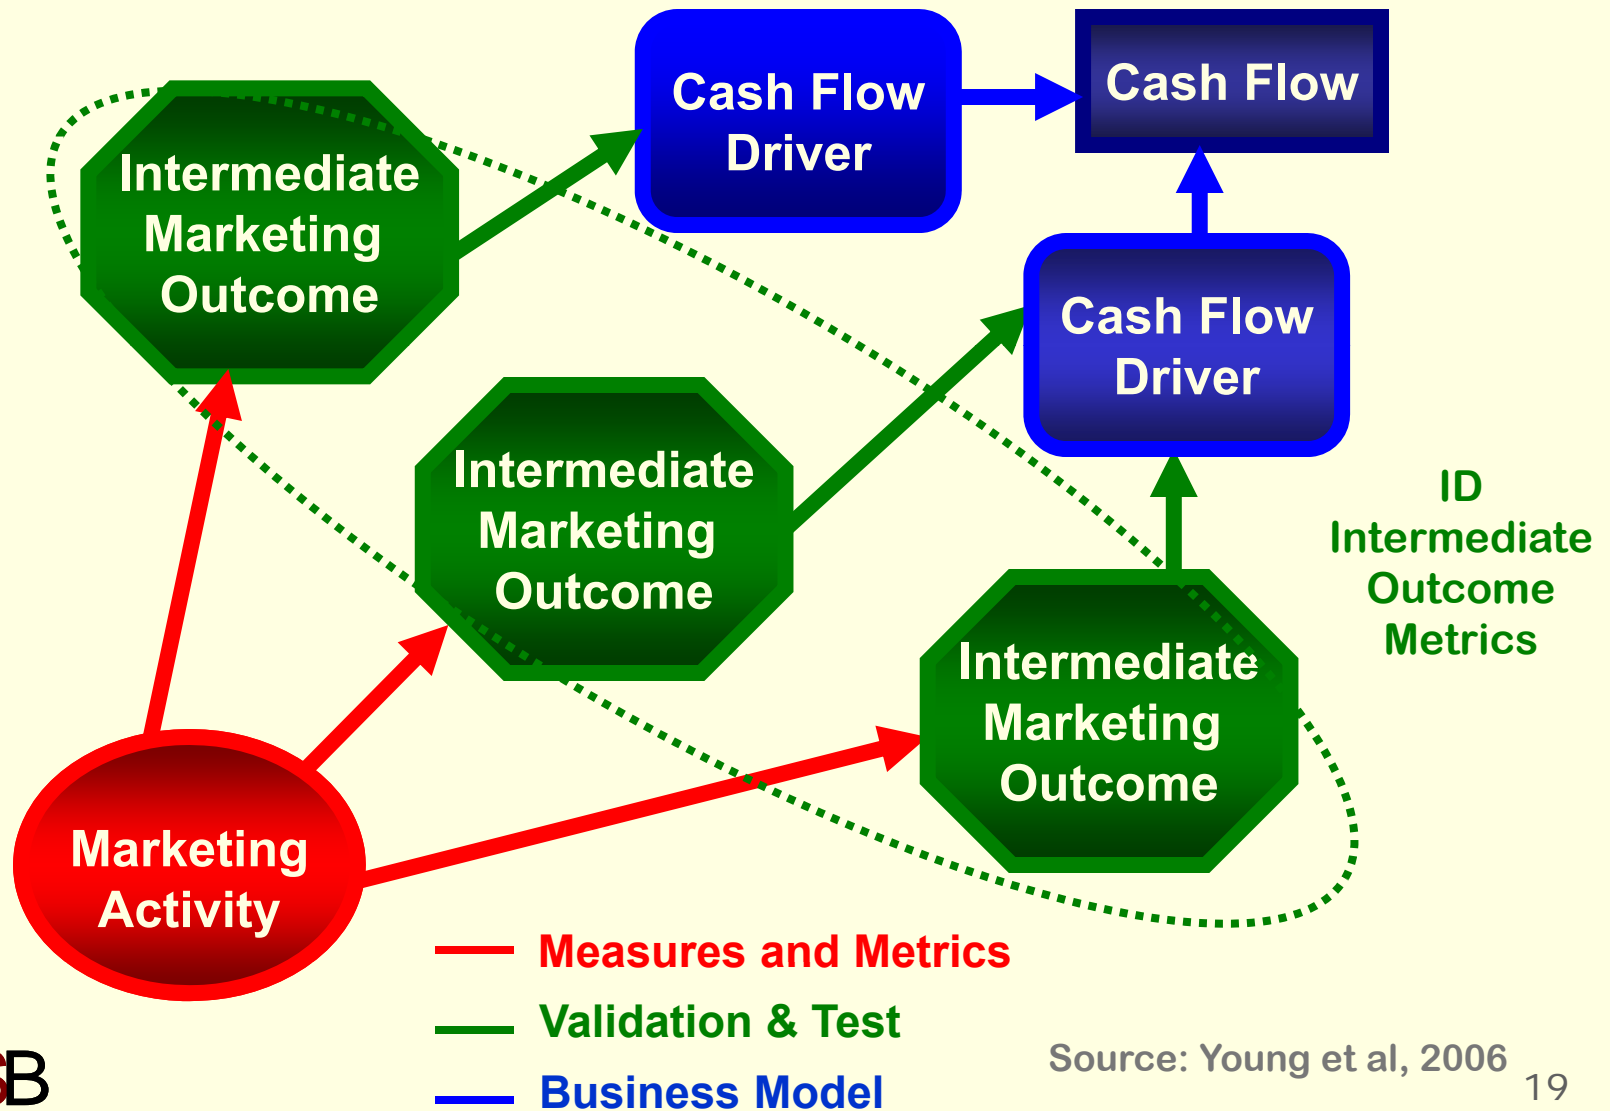 Cash Flow
Driver
Cash Flow
Intermediate
Marketing
Outcome
Cash Flow
Driver
Intermediate
Marketing
Outcome
ID
Intermediate
Outcome
Metrics
Intermediate
Marketing
Outcome
Marketing
Activity
Measures and Metrics
Validation & Test
Business Model
Source: Young et al, 2006
19
B